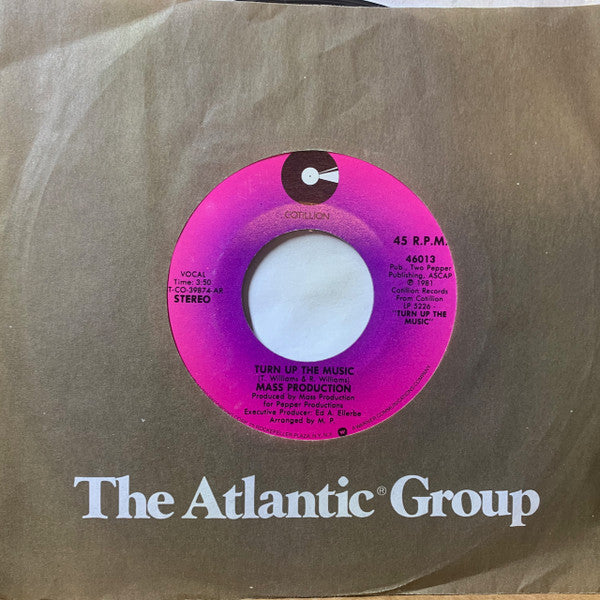 COTILLION
45 R.P.M.
46013
Pub., Two Pepper
Publishing, ASCAP
℗ 1981
Cotillion Records
From Cotillion
LP 5226 -
"TURN UP THE
MUSIC"
VOCAL
Time: 3:50
T-CO-39874-AR
STEREO
TURN UP THE MUSIC
(T. Williams & R. Williams)
MASS PRODUCTION
Produced by Mass Production
for Pepper Productions
Executive Producer: Ed A. Ellerbe
Arranged by M. P.
The Atlantic® Group